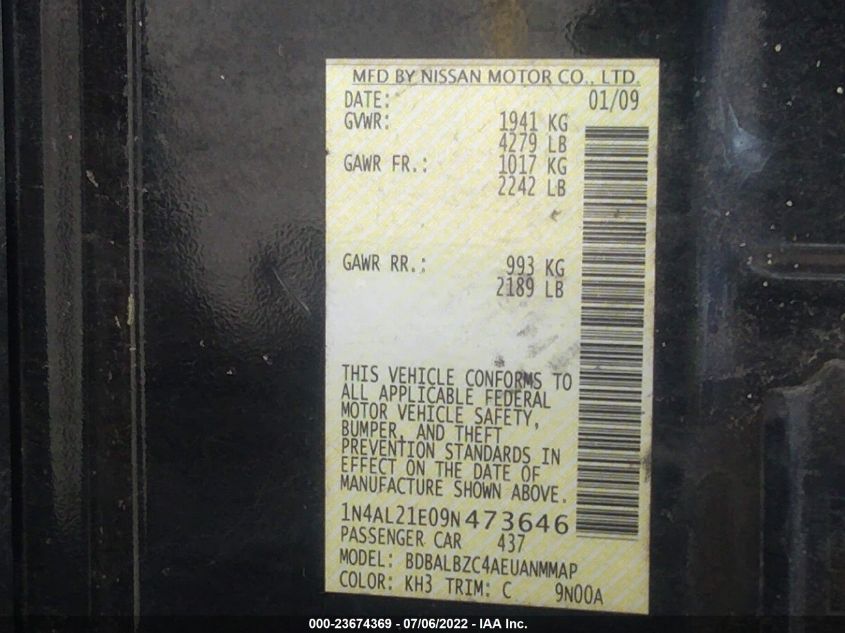 MFD BY NISSAN MOTOR CO., LTD.
DATE: 01/09
GVWR: 1941 KG
4279 LB
GAWR FR.: 1017 KG
2242 LB
GAWR RR.: 993 KG
2189 LB
THIS VEHICLE CONFORMS TO
ALL APPLICABLE FEDERAL
MOTOR VEHICLE SAFETY,
BUMPER, AND THEFT
PREVENTION STANDARDS IN
EFFECT ON THE DATE OF
MANUFACTURE SHOWN ABOVE.
1N4AL21E09N473646
PASSENGER CAR 437
MODEL: BDBALBZC4AEUANMMAP
COLOR: KH3 TRIM: C 9N00A
000-23674369 - 07/06/2022 - IAA Inc.